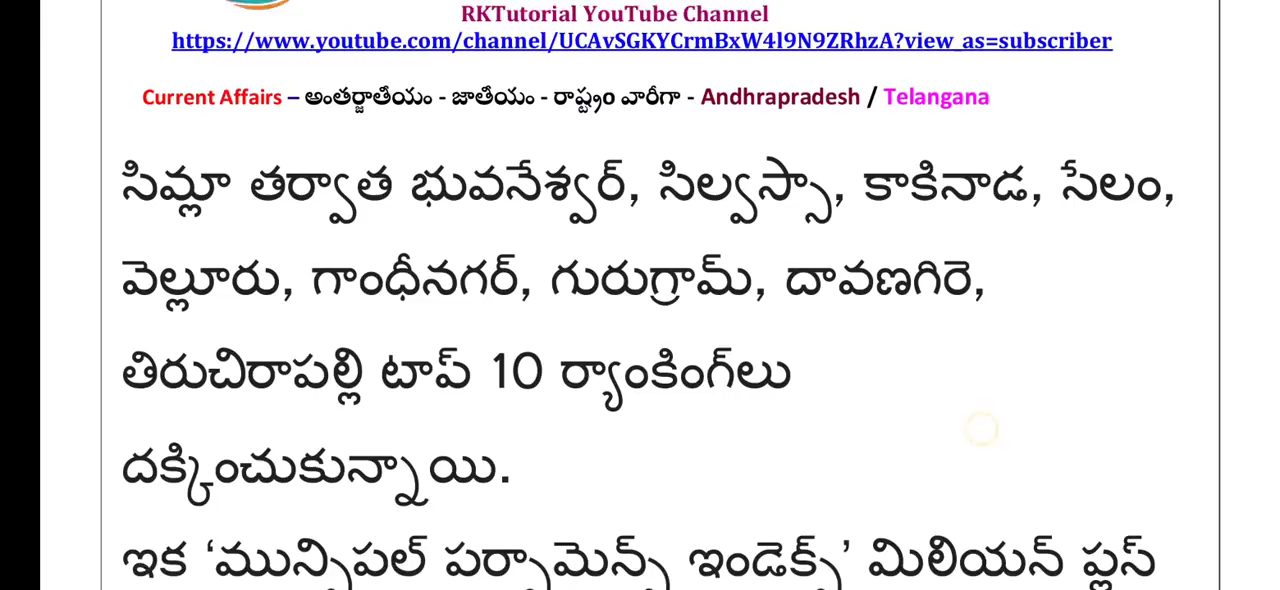 RKTutorial YouTube Channel
https://www.youtube.com/channel/UCAvSGKYCrmBxW4l9N9ZRhzA?view_as=subscriber
Current Affairs – అంతర్జాతీయం - జాతీయం - రాష్ట్రం వారీగా - Andhrapradesh / Telangana
సిమ్లా తర్వాత భువనేశ్వర్, సిల్వస్సా, కాకినాడ, సేలం,
వెల్లూరు, గాంధీనగర్, గురుగ్రామ్, దావణగిరె,
తిరుచిరాపల్లి టాప్ 10 ర్యాంకింగ్‌లు
దక్కించుకున్నాయి.
ఇక ‘మున్సిపల్ పర్ఫామెన్స్ ఇండెక్స్’ మిలియన్ ప్లస్